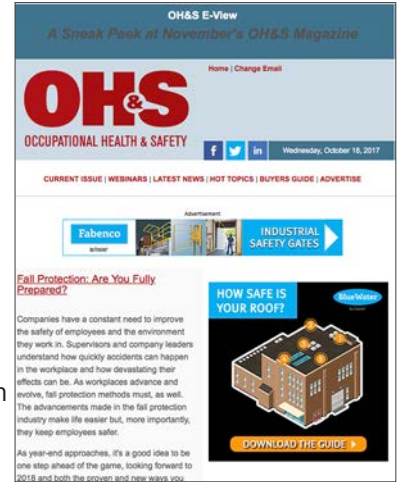 OH&S E-View
A Sneak Peek at November's OH&S Magazine
Home | Change Email
OH&S
OCCUPATIONAL HEALTH & SAFETY
f in
Wednesday, October 18, 2017
CURRENT ISSUE | WEBINARS | LATEST NEWS | HOT TOPICS | BUYERS GUIDE | ADVERTISE
Advertisement
Fabenco
INDUSTRIAL
SAFETY GATES
Fall Protection: Are You Fully
Prepared?
Companies have a constant need to improve
the safety of employees and the environment
they work in. Supervisors and company leaders
understand how quickly accidents can happen
in the workplace and how devastating their
effects can be. As workplaces advance and
evolve, fall protection methods must, as well.
The advancements made in the fall protection
industry make life easier but, more importantly,
they keep employees safer.
As year-end approaches, it's a good idea to be
one step ahead of the game, looking forward to
2018 and both the proven and new ways you
HOW SAFE IS
YOUR ROOF?
BlueWater
DOWNLOAD THE GUIDE
n